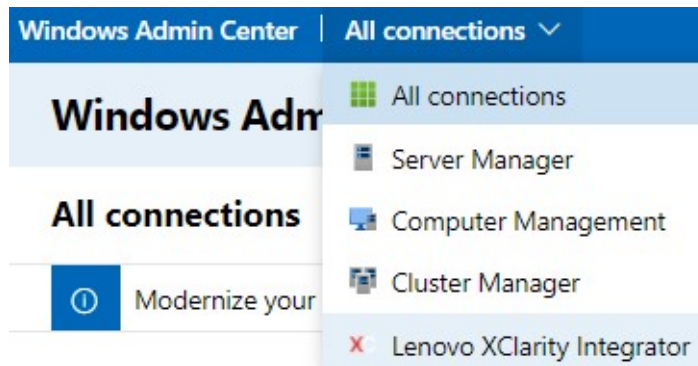 Windows Admin Center | All connections
Windows Adm
All connections
Modernize your
All connections
Server Manager
Computer Management
Cluster Manager
Lenovo XClarity Integrator